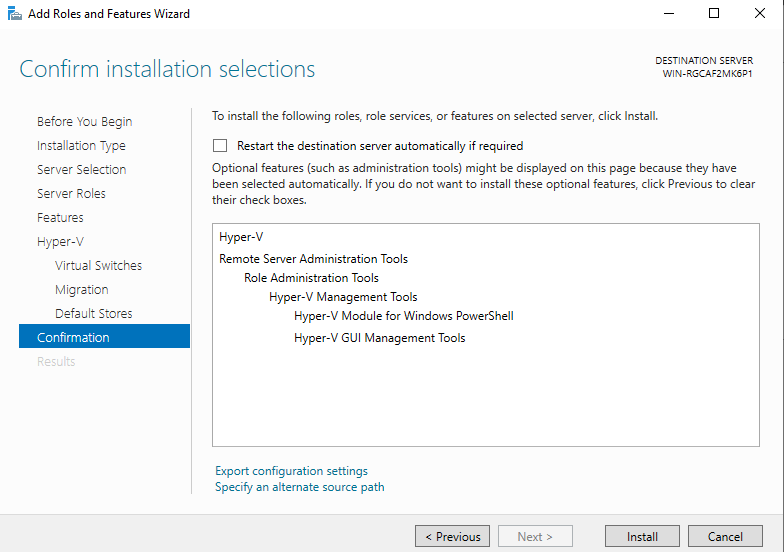 Add Roles and Features Wizard
Confirm installation selections
DESTINATION SERVER
WIN-RGCAF2MK6P1
Before You Begin
Installation Type
Server Selection
Server Roles
Features
Hyper-V
Virtual Switches
Migration
Default Stores
Confirmation
Results
To install the following roles, role services, or features on selected server, click Install.
Restart the destination server automatically if required
Optional features (such as administration tools) might be displayed on this page because they have
been selected automatically. If you do not want to install these optional features, click Previous to clear
their check boxes.
Hyper-V
Remote Server Administration Tools
Role Administration Tools
Hyper-V Management Tools
Hyper-V Module for Windows PowerShell
Hyper-V GUI Management Tools
Export configuration settings
Specify an alternate source path
< Previous
Next >
Install
Cancel